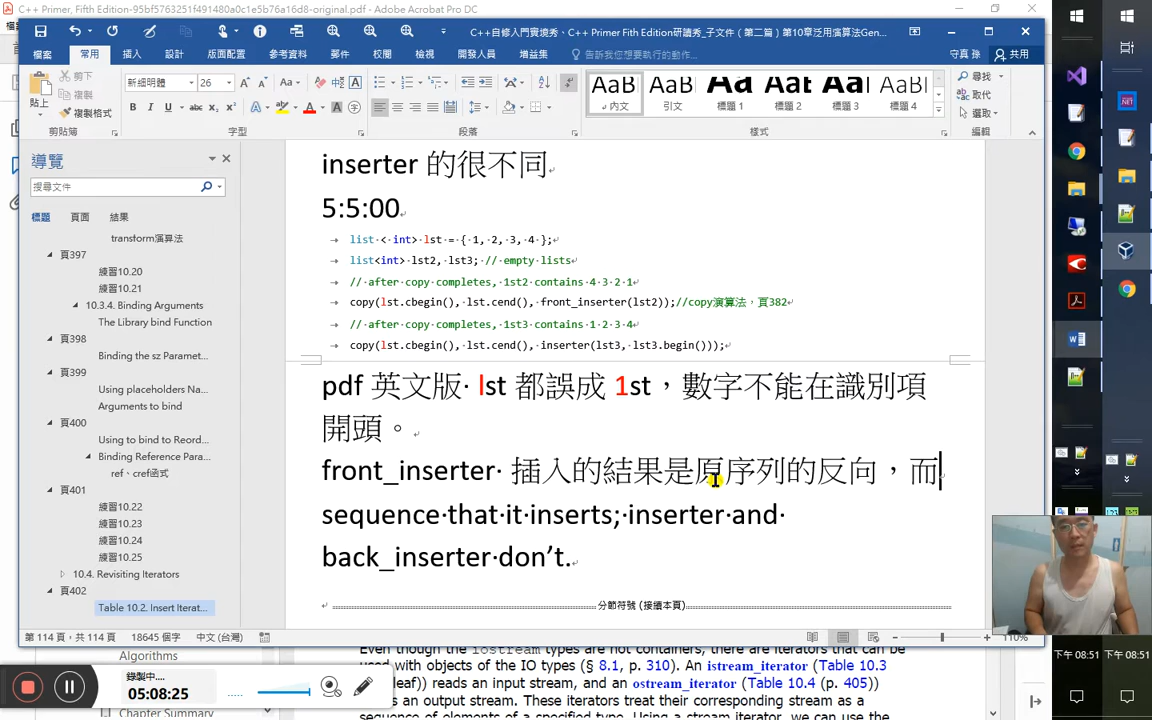 C++ Primer, Fifth Edition-95bf5763af491480a0c1e5b76a16d8-original.pdf - Adobe Acrobat Pro DC
C++自修入門實境秀、C++ Primer Fith Edition研讀秀_子文件（第二篇）第10章泛用演算法Gen...
檔案
常用
插入
設計
版面配置
參考資料
郵件
校閱
檢視
開發人員
增益集
告訴我您想要執行的動作...
守真 孫
共用
貼上
剪下
複製
複製格式
新細明體
26
AaB
AaB
Aa
Aat
Aal
AaB
內文
引文
標題 1
標題 2
標題 3
標題 4
尋找
取代
選取
剪貼簿
字型
段落
樣式
編輯
導覽
搜尋文件
標題
頁面
結果
transform演算法
頁397
練習10.20
練習10.21
10.3.4. Binding Arguments
The Library bind Function
頁398
Binding the sz Paramet...
頁399
Using placeholders Na...
Arguments to bind
頁400
Using to bind to Reord...
Binding Reference Para...
ref、cref函式
頁401
練習10.22
練習10.23
練習10.24
練習10.25
10.4. Revisiting Iterators
頁402
Table 10.2. Insert Iterat...
inserter 的很不同
5:5:00
list < int> lst = { 1, 2, 3, 4 };
list<int> lst2, lst3; // empty lists
// after copy completes, 1st2 contains 4 3 2 1
copy(lst.cbegin(), lst.cend(), front_inserter(lst2));//copy演算法，頁382
// after copy completes, 1st3 contains 1 2 3 4
copy(lst.cbegin(), lst.cend(), inserter(lst3, lst3.begin()));
pdf 英文版 lst 都誤成 1st，數字不能在識別項
開頭。
front_inserter 插入的結果是原序列的反向，而
sequence that it inserts; inserter and
back_inserter don’t.
分節符號 (接續本頁)
第 114 頁，共 114 頁
18645 個字
中文 (台灣)
110%
Even though the iostream types are not containers, there are iterators that can be
used with objects of the IO types (§ 8.1, p. 310). An istream_iterator (Table 10.3
leaf)) reads an input stream, and an ostream_iterator (Table 10.4 (p. 405))
s an output stream. These iterators treat their corresponding stream as a
Algorithms
Chapter Summary
錄製中...
05:08:25
下午 08:51
下午 08:51